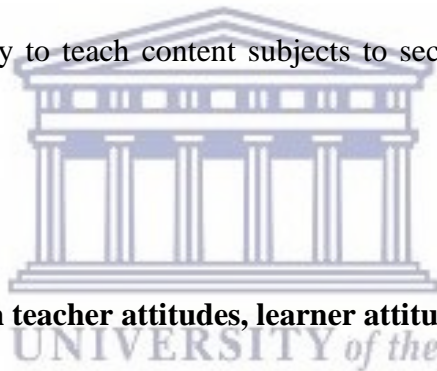 y to teach content subjects to sec
teacher attitudes, learner attitu
UNIVERSITY of the